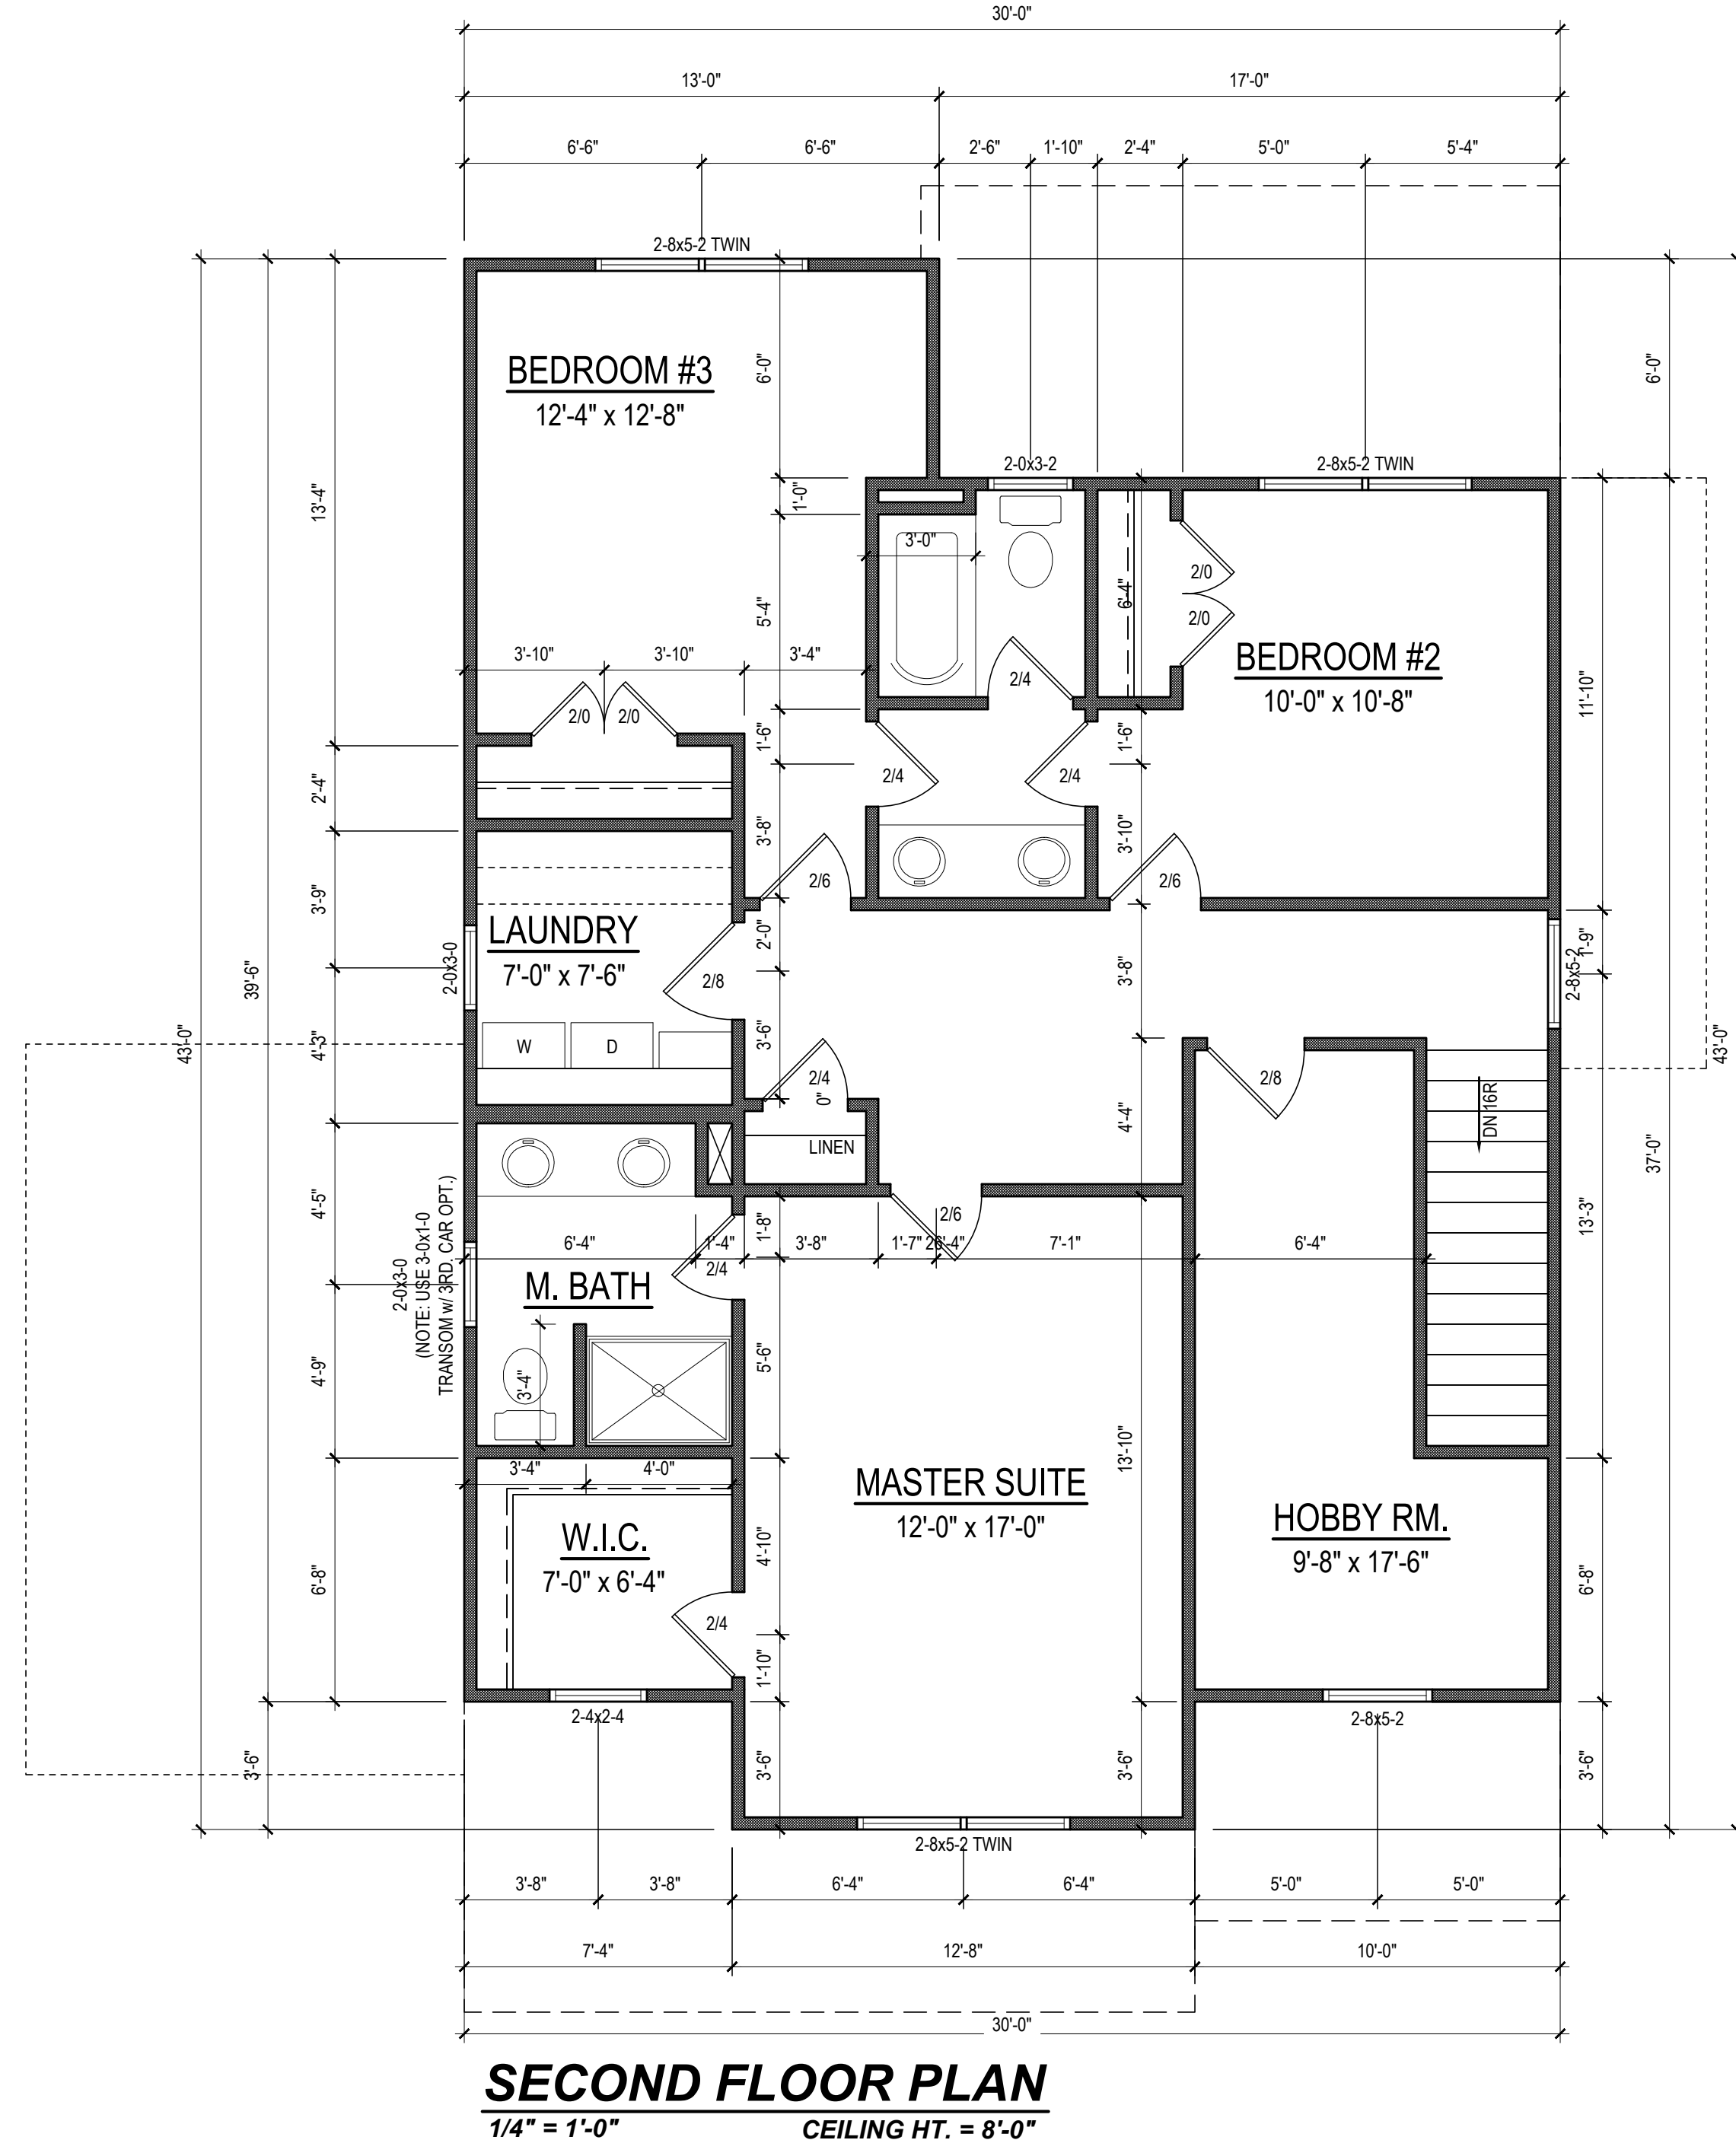 30'-0"
13'-0" 17'-0"
6'-6" 6'-6" 2'-6" 1'-10" 2'-4" 5'-0" 5'-4"
2-8x5-2 TWIN
BEDROOM #3
12'-4" x 12'-8"
6'-0"
6'-0"
2-0x3-2
2-8x5-2 TWIN
1'-0"
13'-4"
3'-0"
2/0
6'-4"
2/0
5'-4"
BEDROOM #2
10'-0" x 10'-8"
3'-10" 3'-10" 3'-4"
2/4
11'-10"
2/0 2/0
1'-6"
1'-6"
2/4
2/4
2'-4"
3'-8"
3'-10"
2/6
2/6
3'-9"
LAUNDRY
7'-0" x 7'-6"
2-0x3-0
2'-0"
2/8
3'-8"
1'-9"
2-8x5-2
39'-6"
43'-0"
4'-3"
W D
3'-6"
2/4
0"
LINEN
2/8
4'-4"
DN 16R
43'-0"
37'-0"
4'-5"
2-0x3-0
(NOTE: USE 3-0x1-0
TRANSOM w/ 3RD. CAR OPT.)
1'-8"
2/6
13'-3"
6'-4" 1'-4" 3'-8" 1'-7" 26'-4" 7'-1" 6'-4"
2/4
M. BATH
4'-9"
3'-4"
5'-6"
13'-10"
3'-4" 4'-0"
MASTER SUITE
12'-0" x 17'-0"
HOBBY RM.
9'-8" x 17'-6"
W.I.C.
7'-0" x 6'-4"
4'-10"
6'-8"
6'-8"
2/4
1'-10"
2-4x2-4
2-8x5-2
3'-6"
3'-6"
3'-6"
3'-6"
2-8x5-2 TWIN
3'-8" 3'-8" 6'-4" 6'-4" 5'-0" 5'-0"
7'-4" 12'-8" 10'-0"
30'-0"
SECOND FLOOR PLAN
1/4" = 1'-0" CEILING HT. = 8'-0"